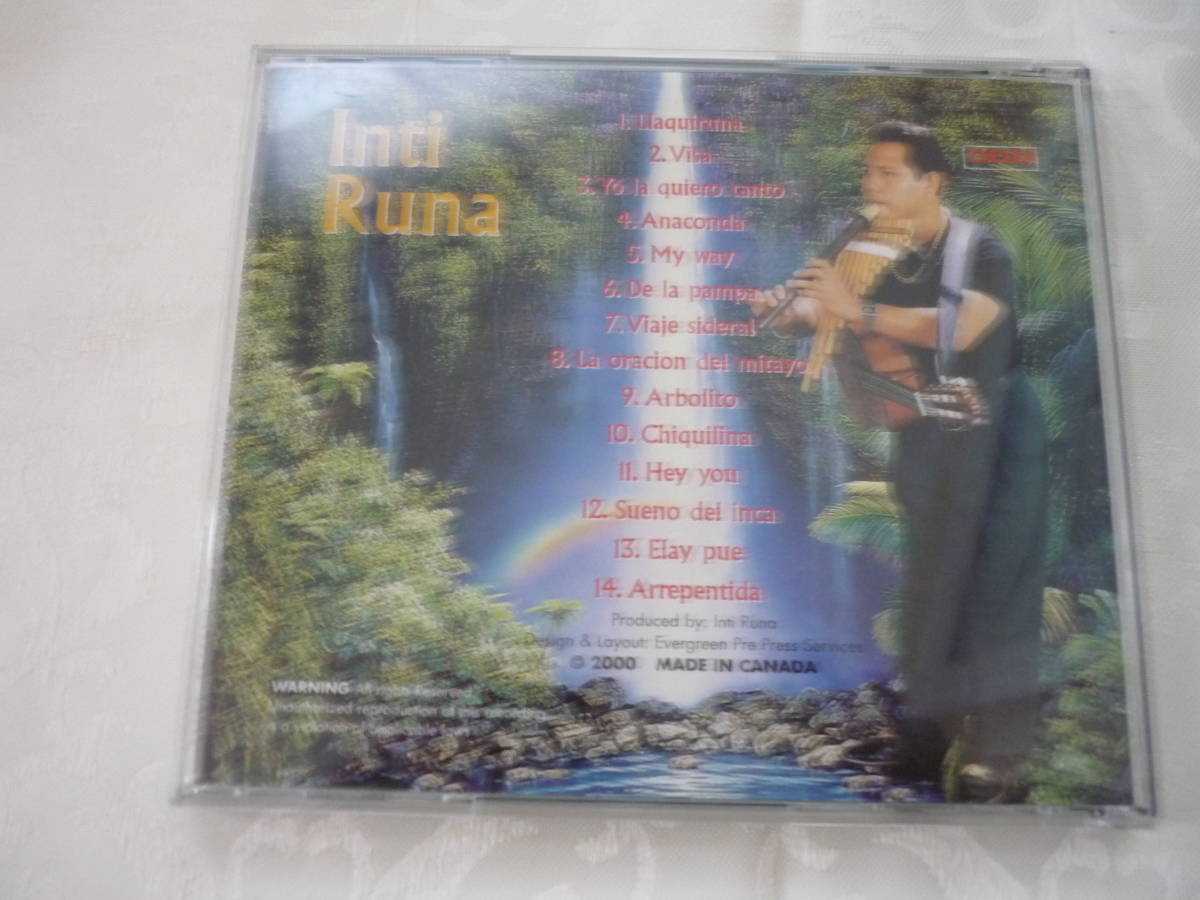 Inti
Runa
1. Llaquiruna
3. Yo la quiero tanto
4. Anaconda
5. My way
6. De la pampa
7. Viaje sideral
8. La oracion del mitayo
9. Arbolito
10. Chiquilina
11. Hey you
12. Sueno del inca
13. Elay pue
14. Arrepentida
Produced by: Inti Runa
Design & Layout: Evergreen Pre Press Services
© 2000 MADE IN CANADA
WARNING All rights reserved